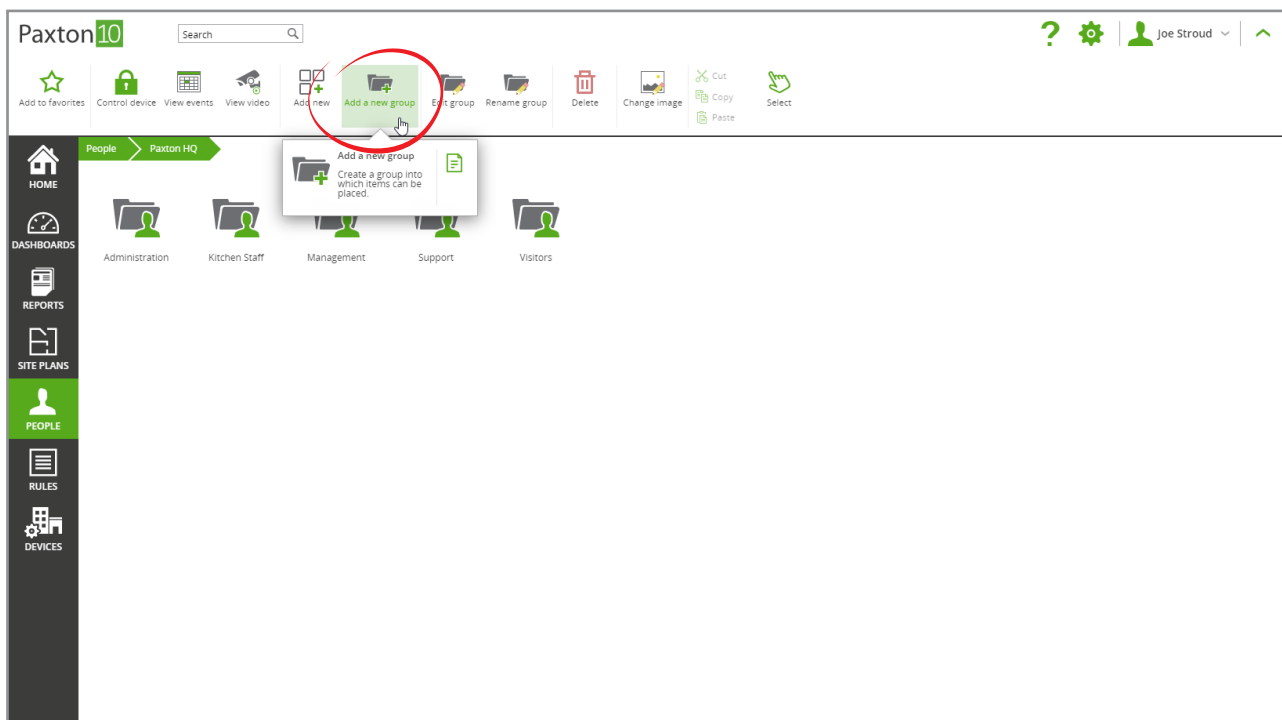 Paxton10
Search
Joe Stroud
Add to favorites
Control device
View events
View video
Add new
Add a new group
Edit group
Rename group
Delete
Change image
Cut
Copy
Paste
Select
People
Paxton HQ
Add a new group
Create a group into
which items can be
placed.
HOME
DASHBOARDS
REPORTS
SITE PLANS
PEOPLE
RULES
DEVICES
Administration
Kitchen Staff
Management
Support
Visitors